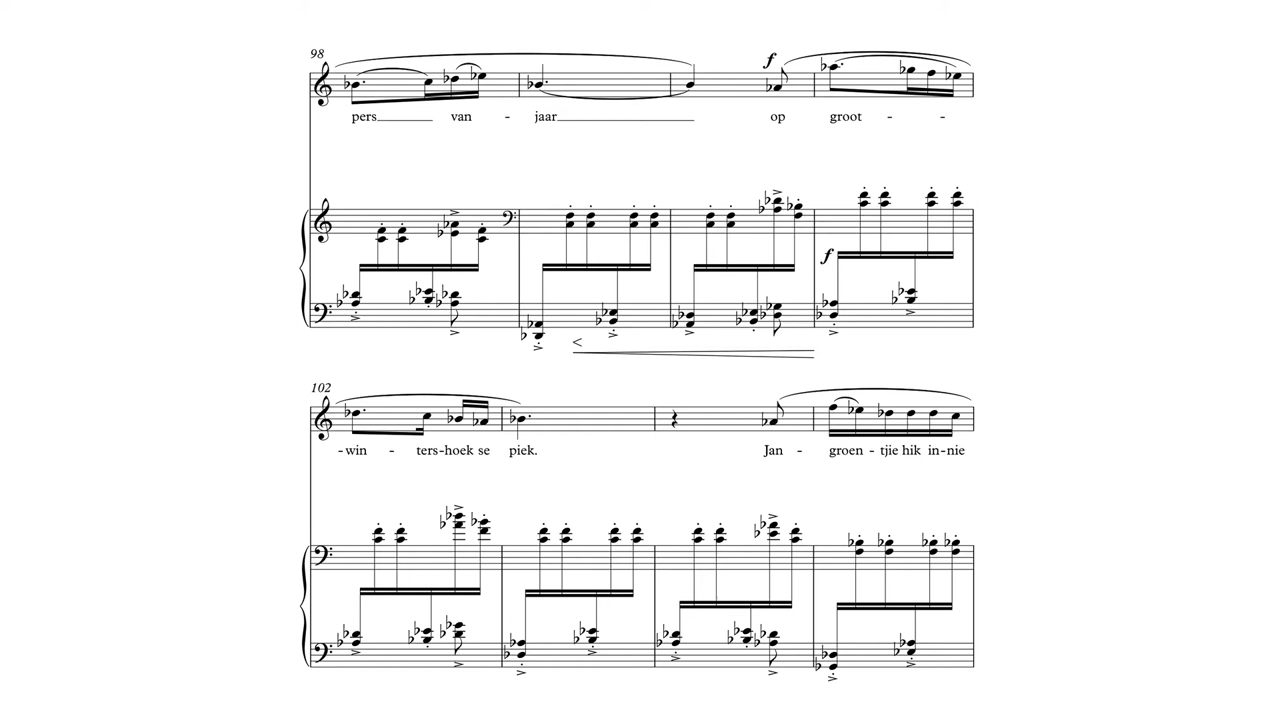 98
f
pers van - jaar op groot - -
f
102
-win - ters-hoek se piek. Jan - groen - tjie hik in-nie